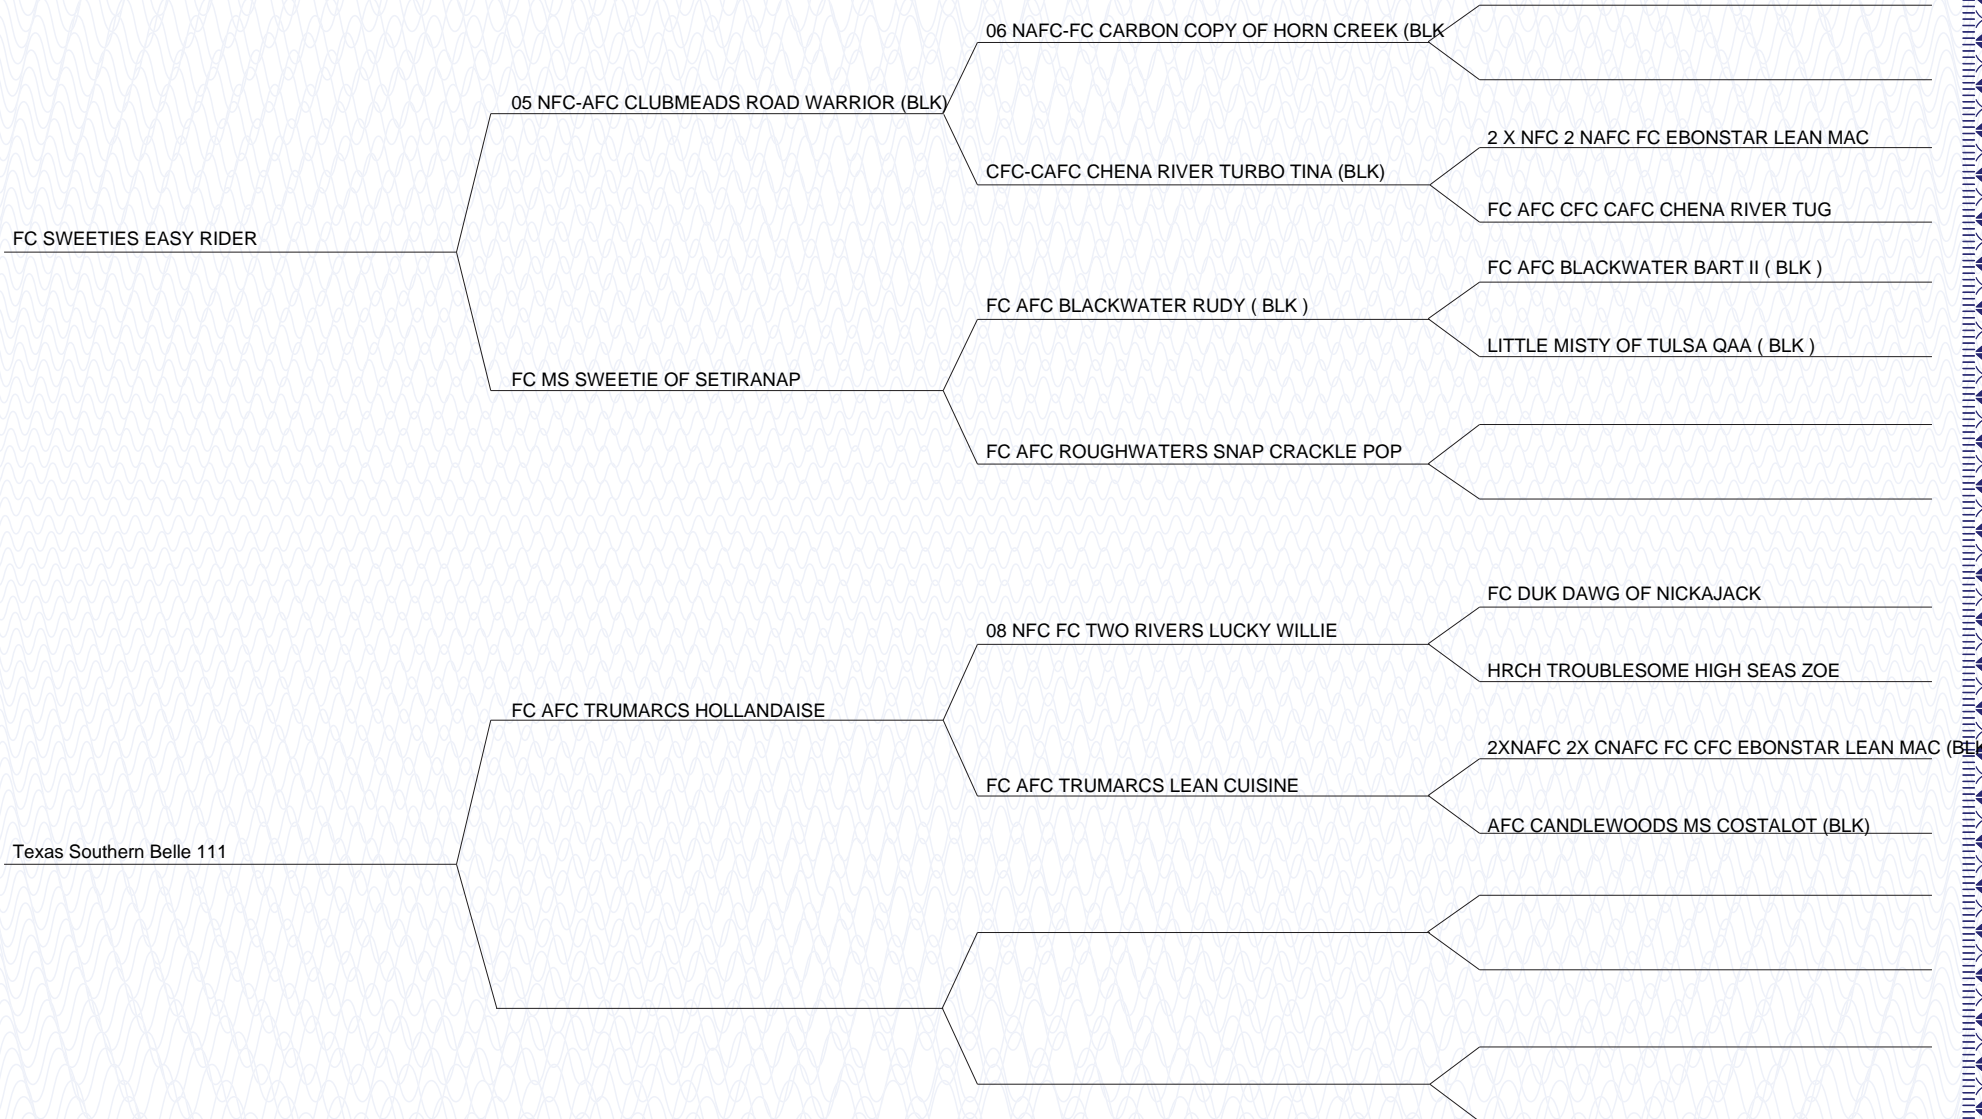 06 NAFC-FC CARBON COPY OF HORN CREEK (BLK
05 NFC-AFC CLUBMEADS ROAD WARRIOR (BLK)
2 X NFC 2 NAFC FC EBONSTAR LEAN MAC
CFC-CAFC CHENA RIVER TURBO TINA (BLK)
FC AFC CFC CAFC CHENA RIVER TUG
FC SWEETIES EASY RIDER
FC AFC BLACKWATER BART II ( BLK )
FC AFC BLACKWATER RUDY ( BLK )
LITTLE MISTY OF TULSA QAA ( BLK )
FC MS SWEETIE OF SETIRANAP
FC AFC ROUGHWATERS SNAP CRACKLE POP
FC DUK DAWG OF NICKAJACK
08 NFC FC TWO RIVERS LUCKY WILLIE
HRCH TROUBLESOME HIGH SEAS ZOE
FC AFC TRUMARCS HOLLANDAISE
2XNAFC 2X CNAFC FC CFC EBONSTAR LEAN MAC (BLK
FC AFC TRUMARCS LEAN CUISINE
AFC CANDLEWOODS MS COSTALOT (BLK)
Texas Southern Belle 111